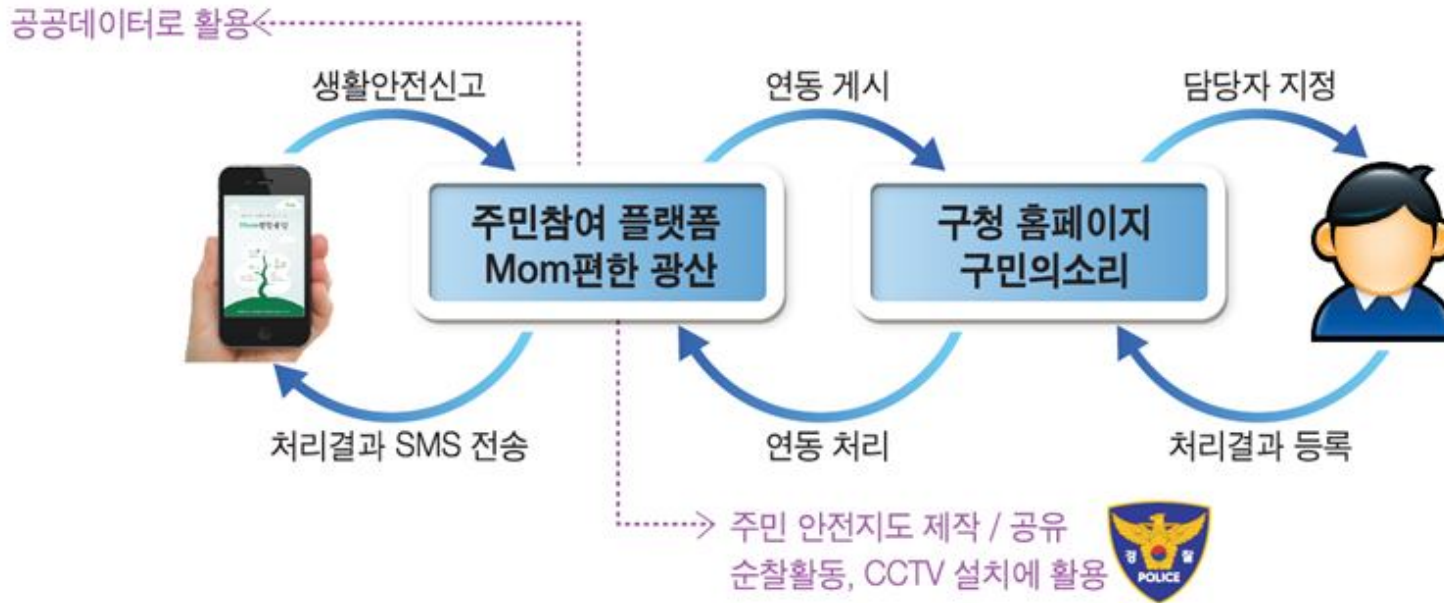 공공데이터로 활용
생활안전신고
연동 게시
담당자 지정
주민참여 플랫폼
Mom편한 광산
구청 홈페이지
구민의소리
처리결과 SMS 전송
연동 처리
처리결과 등록
주민 안전지도 제작 / 공유
순찰활동, CCTV 설치에 활용
경 찰
POLICE